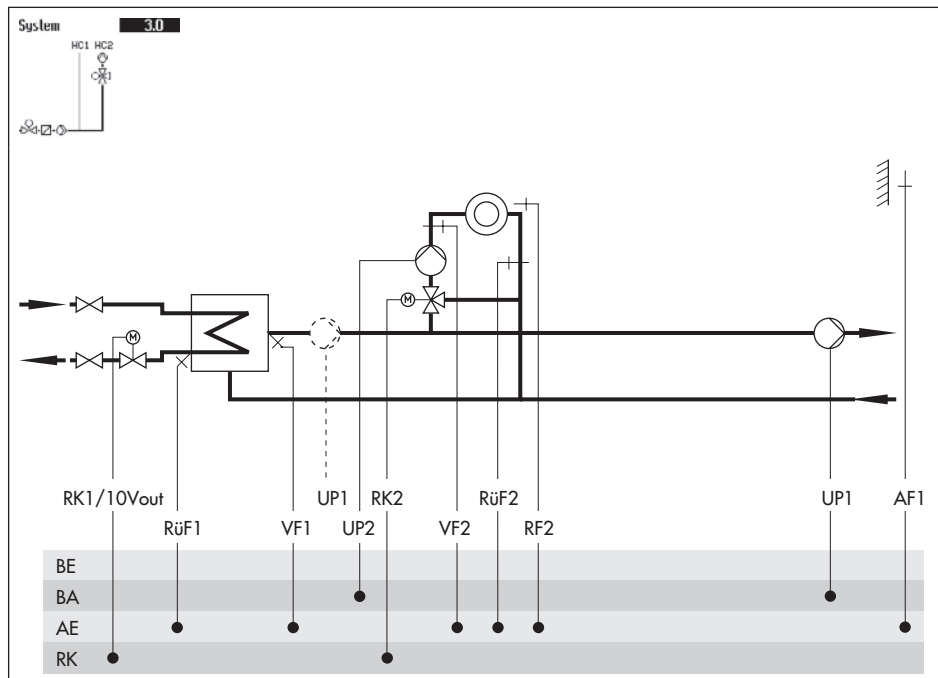 System 3.0
HC1 HC2
M
M
RK1/10Vout UP1 RK2 RüF2 UP1 AF1
RüF1 VF1 UP2 VF2 RF2
BE
BA
AE
RK